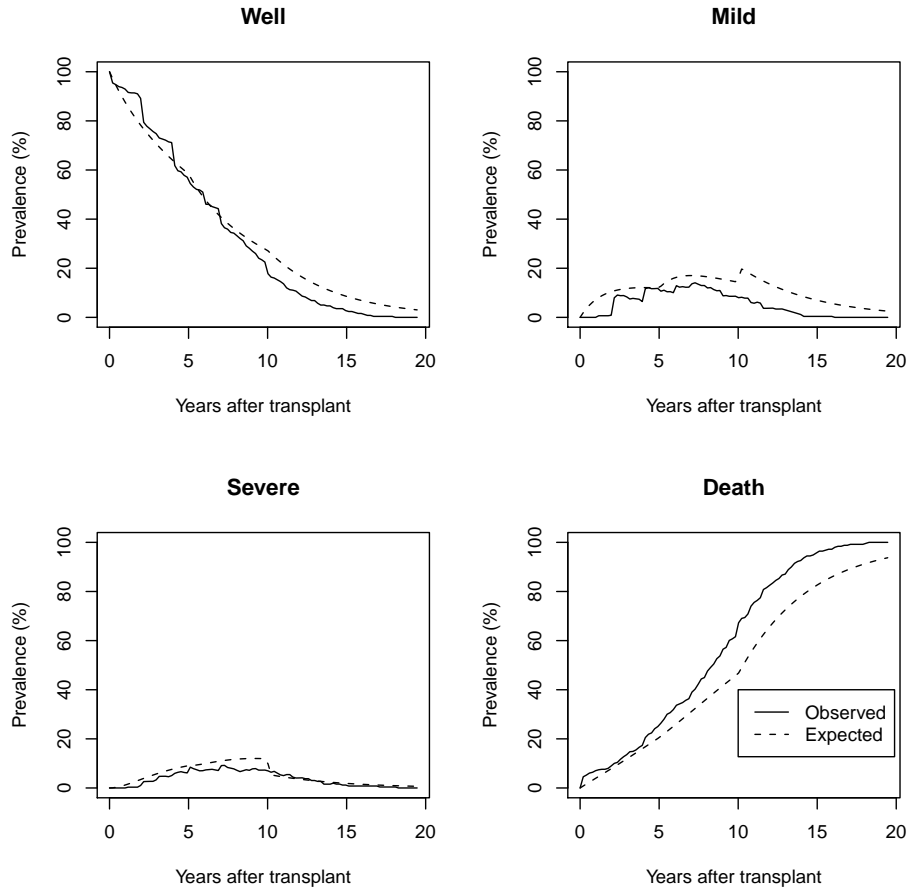 Well
Prevalence (%)
0 20 40 60 80 100
0 5 10 15 20
Years after transplant
Mild
Prevalence (%)
0 20 40 60 80 100
0 5 10 15 20
Years after transplant
Severe
Prevalence (%)
0 20 40 60 80 100
0 5 10 15 20
Years after transplant
Death
Prevalence (%)
0 20 40 60 80 100
Observed
Expected
0 5 10 15 20
Years after transplant